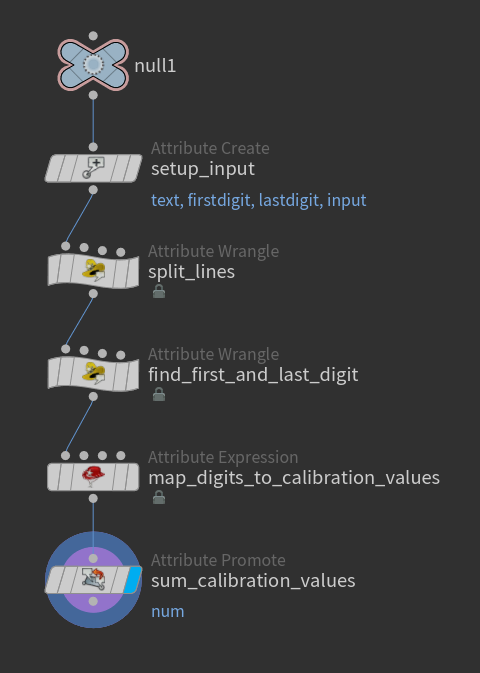 null1
Attribute Create
setup_input
text, firstdigit, lastdigit, input
Attribute Wrangle
split_lines
Attribute Wrangle
find_first_and_last_digit
Attribute Expression
map_digits_to_calibration_values
Attribute Promote
sum_calibration_values
num